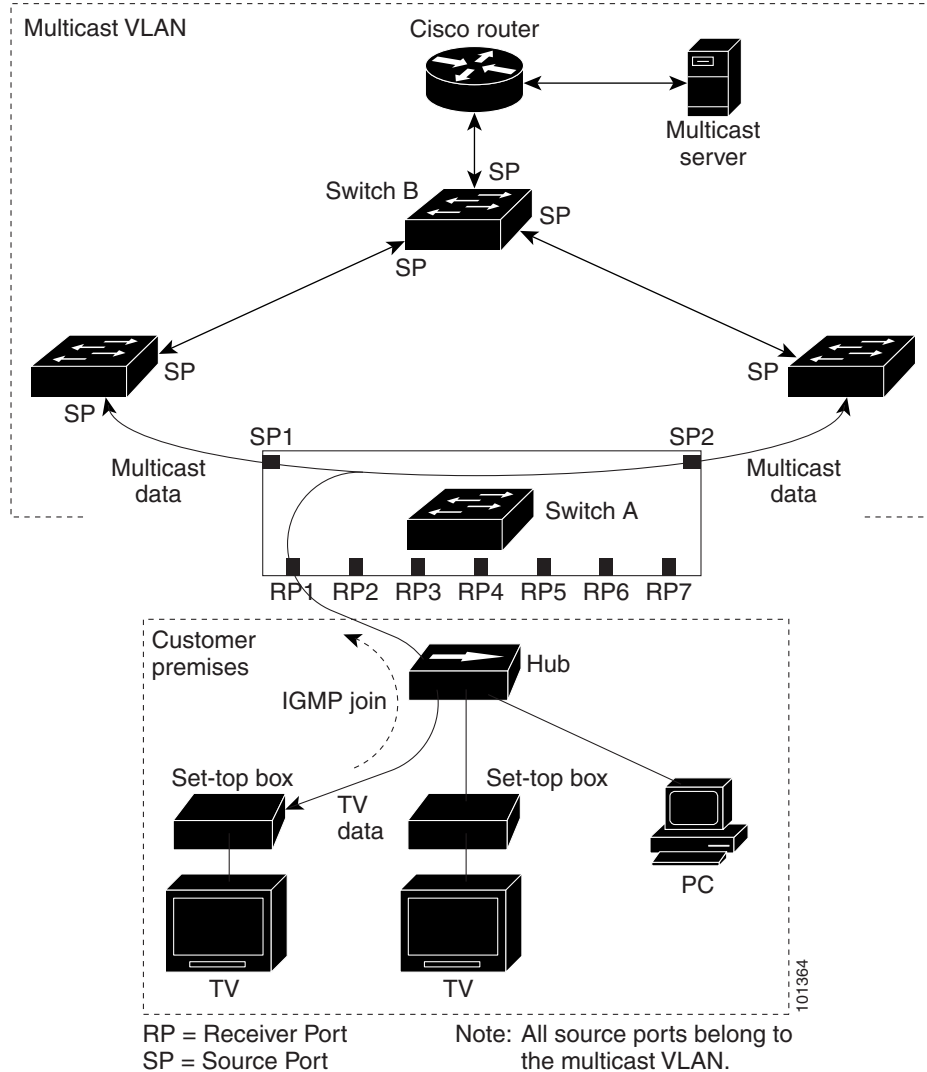 Multicast VLAN
Cisco router
Multicast
server
SP
Switch B
SP
SP
SP
SP
SP
SP1
SP2
Multicast
data
Multicast
data
Switch A
RP1 RP2 RP3 RP4 RP5 RP6 RP7
Customer
premises
Hub
IGMP join
Set-top box
Set-top box
TV
data
PC
TV
TV
101364
RP = Receiver Port
SP = Source Port
Note: All source ports belong to
the multicast VLAN.